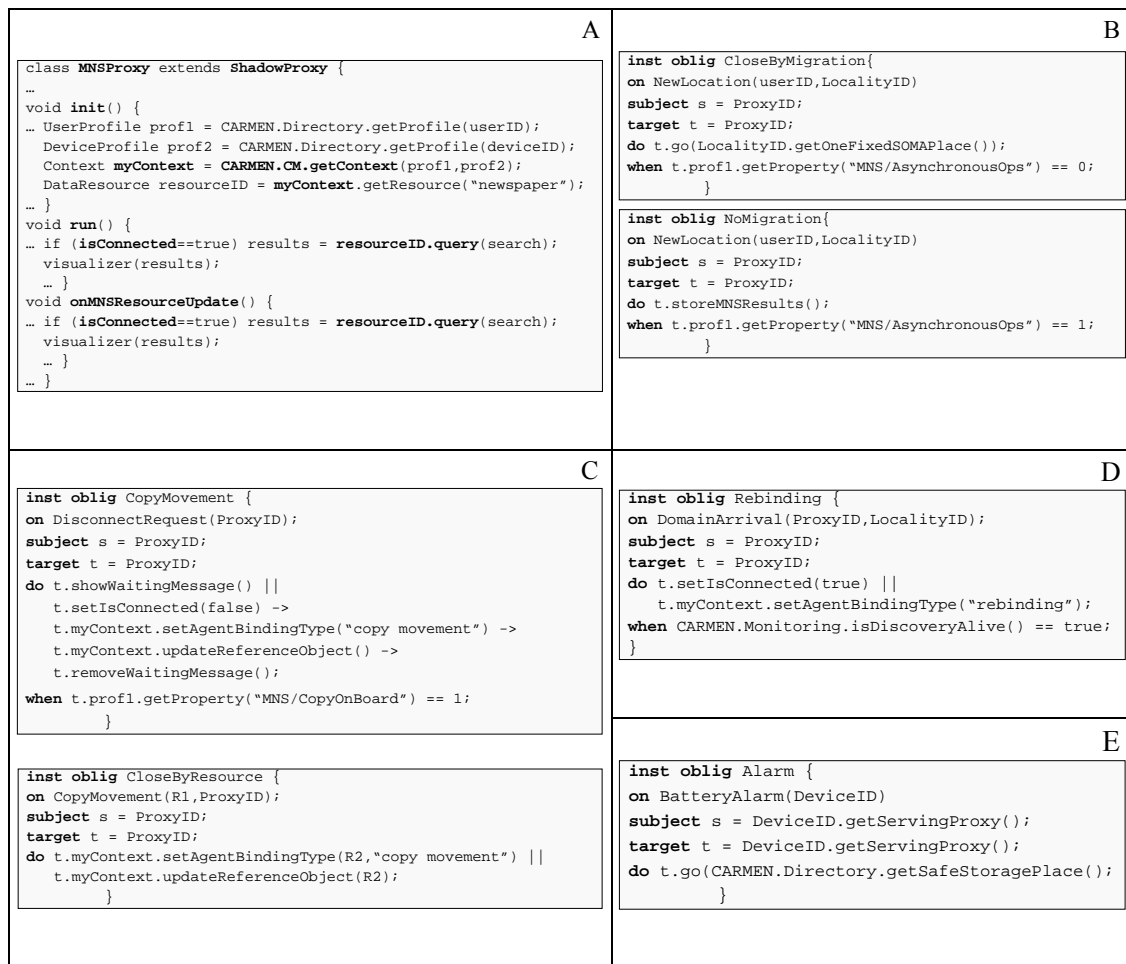 A
class MNSProxy extends ShadowProxy {
…
void init() {
… UserProfile prof1 = CARMEN.Directory.getProfile(userID);
DeviceProfile prof2 = CARMEN.Directory.getProfile(deviceID);
Context myContext = CARMEN.CM.getContext(prof1,prof2);
DataResource resourceID = myContext.getResource(“newspaper”);
… }
void run() {
… if (isConnected==true) results = resourceID.query(search);
visualizer(results);
… }
void onMNSResourceUpdate() {
… if (isConnected==true) results = resourceID.query(search);
visualizer(results);
… }
… }
B
inst oblig CloseByMigration{
on NewLocation(userID,LocalityID)
subject s = ProxyID;
target t = ProxyID;
do t.go(LocalityID.getOneFixedSOMAPlace());
when t.prof1.getProperty(“MNS/AsynchronousOps”) == 0;
}
inst oblig NoMigration{
on NewLocation(userID,LocalityID)
subject s = ProxyID;
target t = ProxyID;
do t.storeMNSResults();
when t.prof1.getProperty(“MNS/AsynchronousOps”) == 1;
}
C
inst oblig CopyMovement {
on DisconnectRequest(ProxyID);
subject s = ProxyID;
target t = ProxyID;
do t.showWaitingMessage() ||
t.setIsConnected(false) ->
t.myContext.setAgentBindingType(“copy movement”) ->
t.myContext.updateReferenceObject() ->
t.removeWaitingMessage();
when t.prof1.getProperty(“MNS/CopyOnBoard”) == 1;
}
inst oblig CloseByResource {
on CopyMovement(R1,ProxyID);
subject s = ProxyID;
target t = ProxyID;
do t.myContext.setAgentBindingType(R2,“copy movement”) ||
t.myContext.updateReferenceObject(R2);
}
D
inst oblig Rebinding {
on DomainArrival(ProxyID,LocalityID);
subject s = ProxyID;
target t = ProxyID;
do t.setIsConnected(true) ||
t.myContext.setAgentBindingType(“rebinding”);
when CARMEN.Monitoring.isDiscoveryAlive() == true;
}
E
inst oblig Alarm {
on BatteryAlarm(DeviceID)
subject s = DeviceID.getServingProxy();
target t = DeviceID.getServingProxy();
do t.go(CARMEN.Directory.getSafeStoragePlace();
}